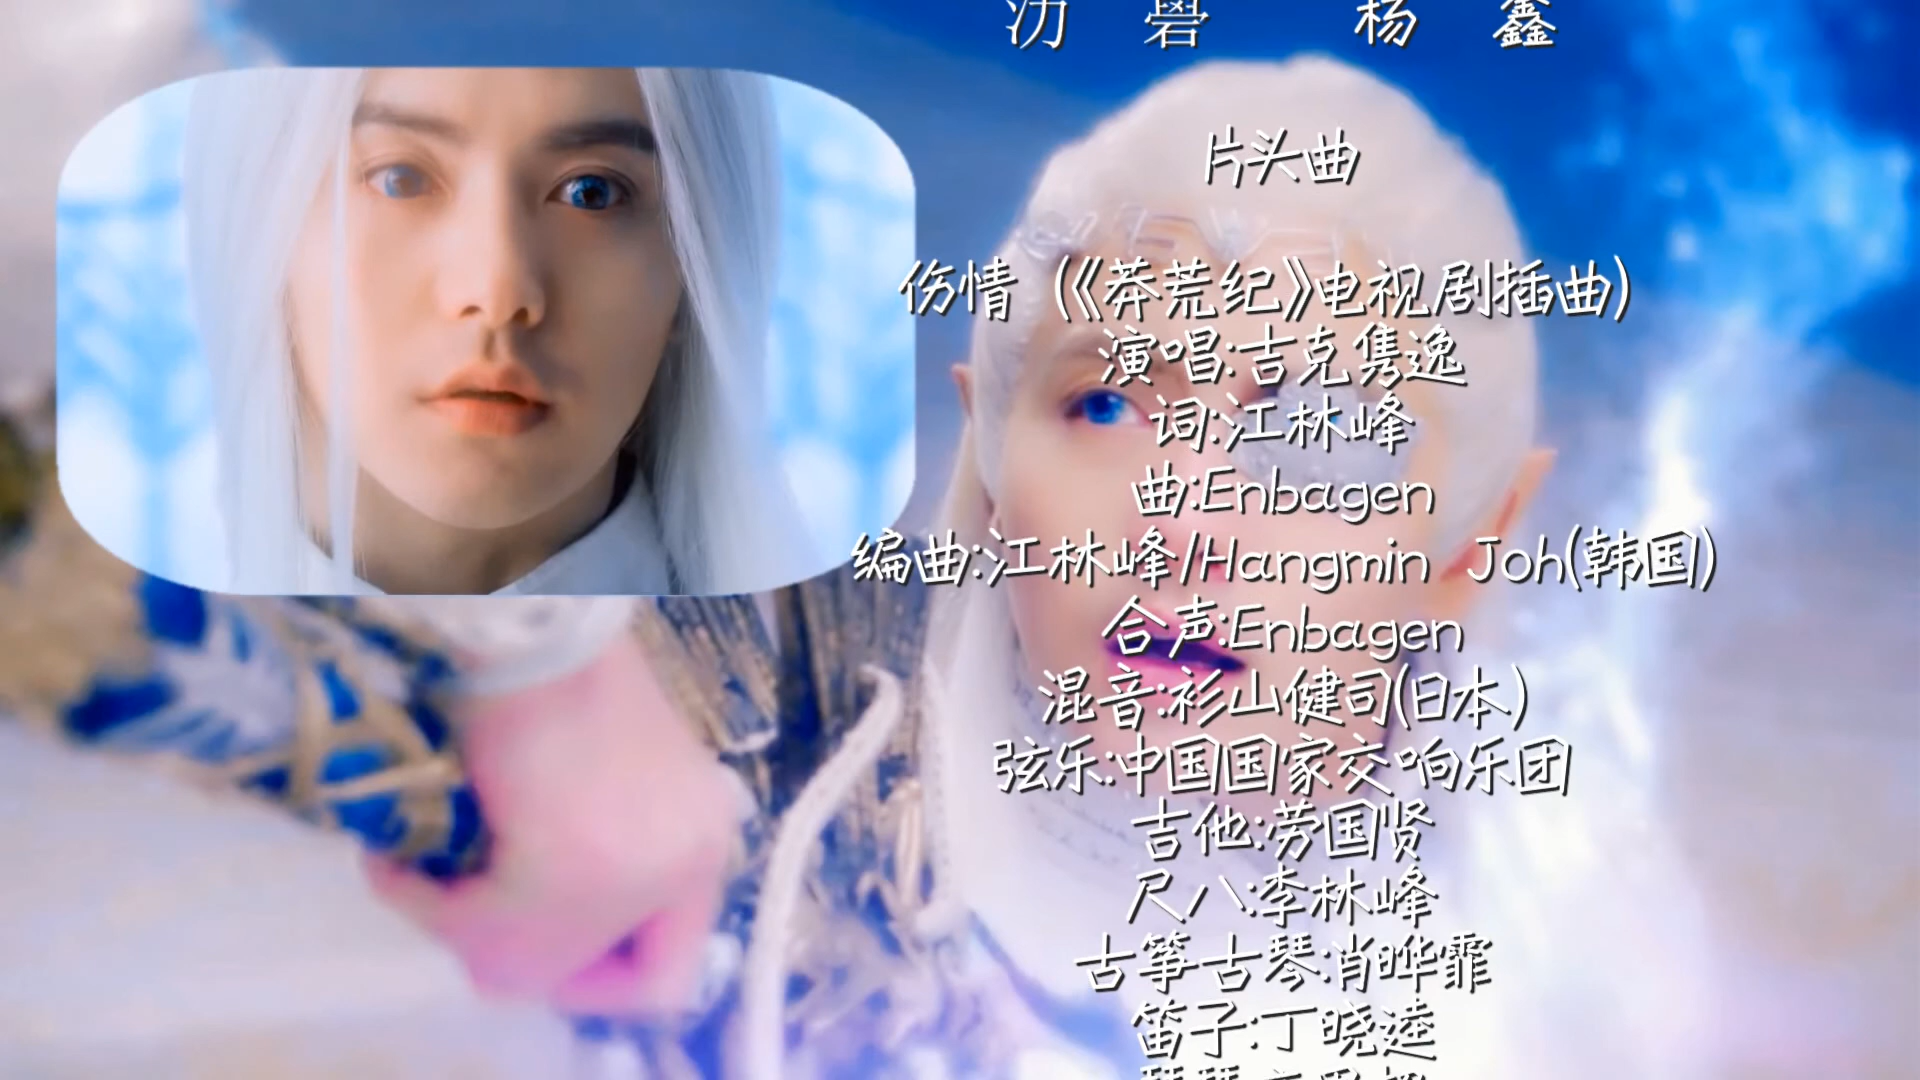 杨 鑫
片头曲
伤情（《莽荒纪》电视剧插曲）
演唱:吉克隽逸
词:江林峰
曲:Enbagen
编曲:江林峰/Hangmin Joh(韩国)
合声:Enbagen
混音:衫山健司(日本)
弦乐:中国国家交响乐团
吉他:劳国贤
尺八:李林峰
古筝古琴:肖晔霏
笛子:丁晓逵